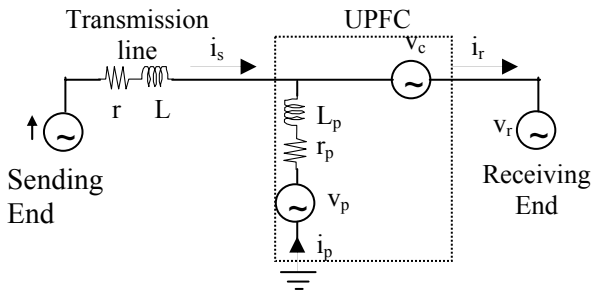 Transmission
line
UPFC
i_s
v_c
i_r
r
L
L_p
r_p
v_r
v_p
Sending
End
Receiving
End
i_p